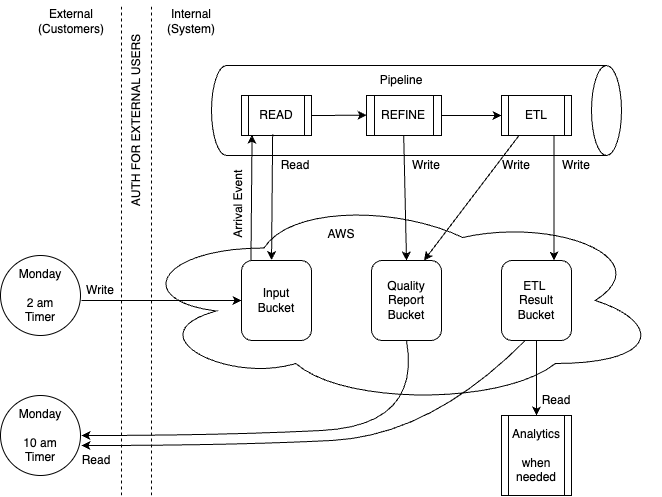 External
(Customers)
Internal
(System)
AUTH FOR EXTERNAL USERS
Pipeline
READ
REFINE
ETL
Arrival Event
Read
Write
Write
Write
AWS
Monday
2 am
Timer
Write
Input
Bucket
Quality
Report
Bucket
ETL
Result
Bucket
Monday
10 am
Timer
Read
Read
Analytics
when
needed